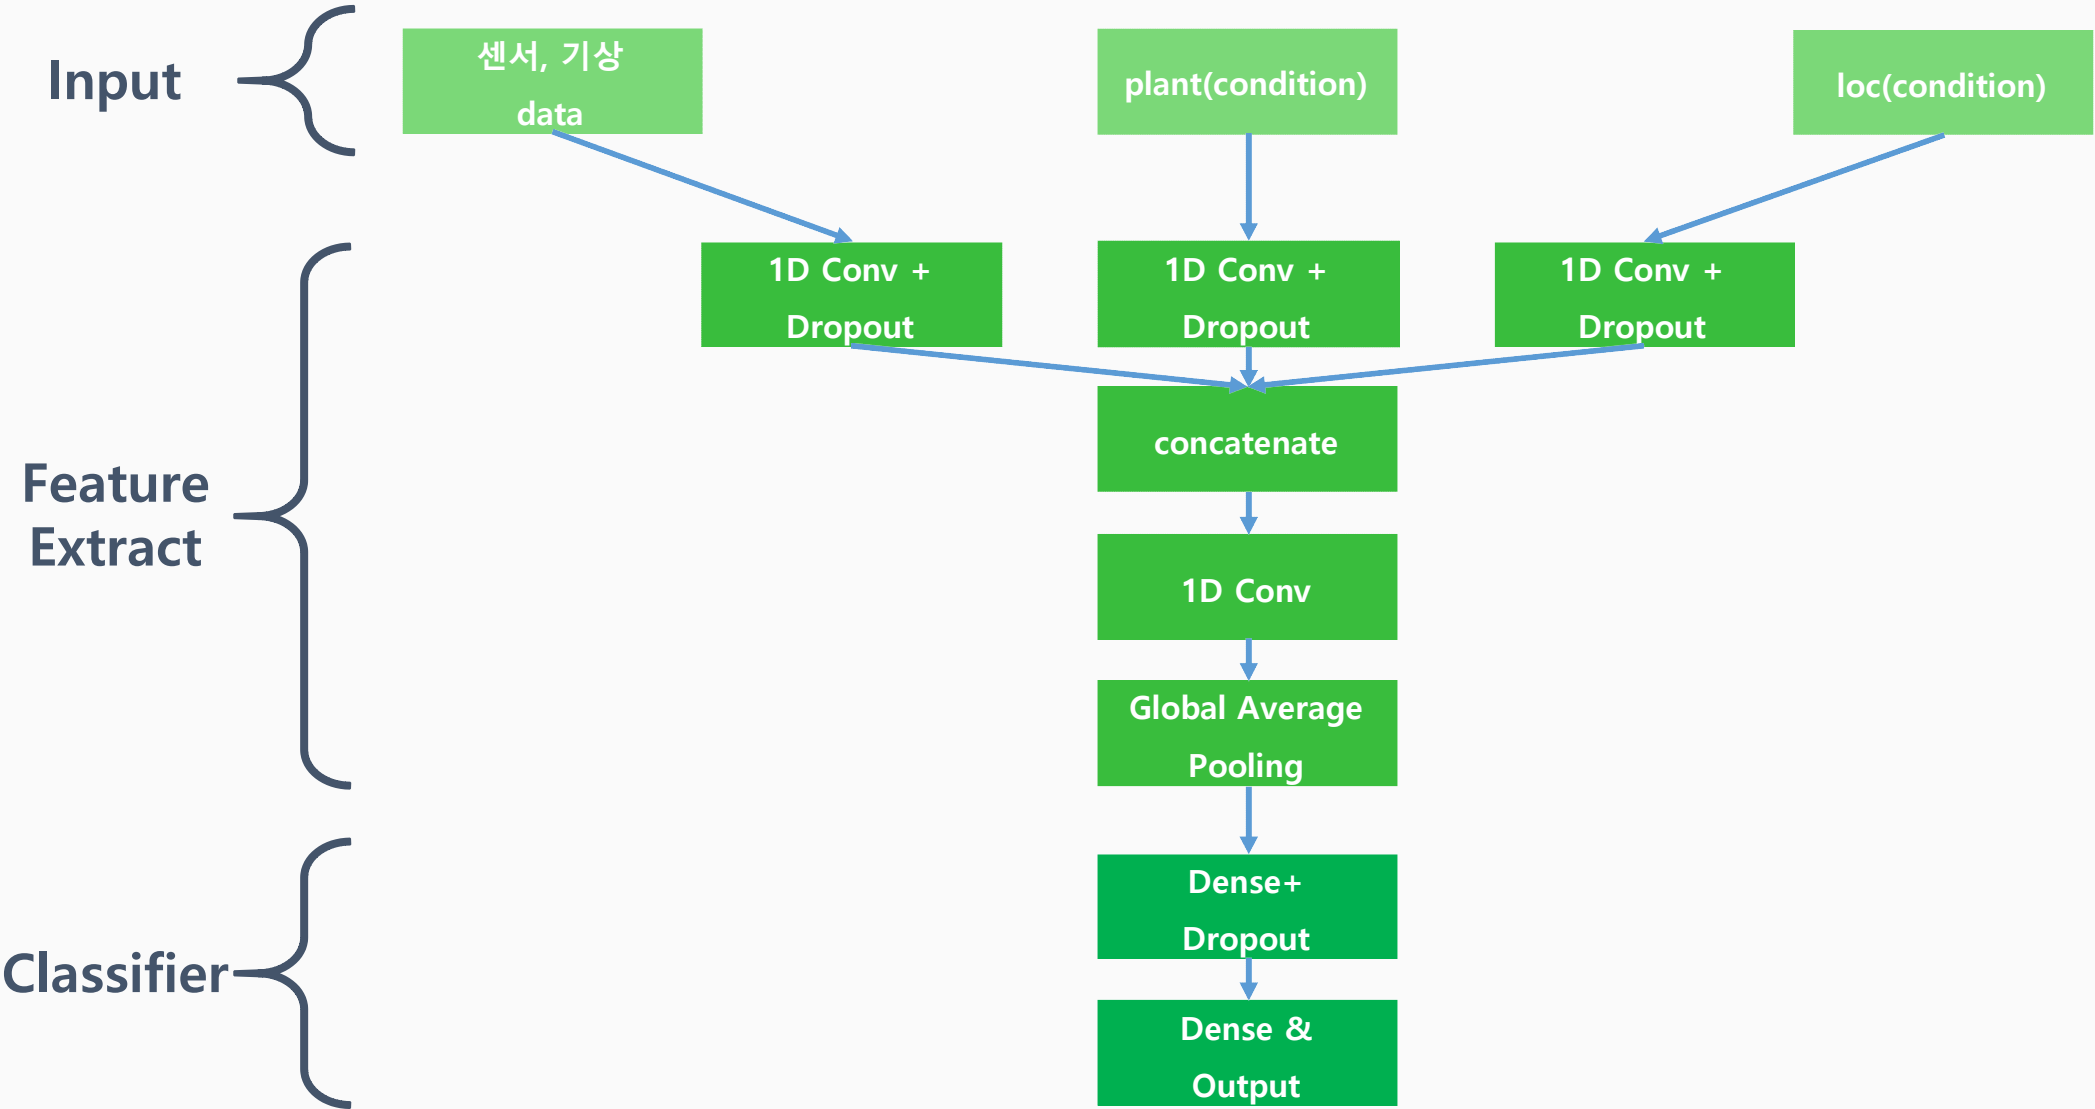 Input
센서, 기상
data
plant(condition)
loc(condition)
Feature
Extract
1D Conv +
Dropout
1D Conv +
Dropout
1D Conv +
Dropout
concatenate
1D Conv
Global Average
Pooling
Classifier
Dense+
Dropout
Dense &
Output